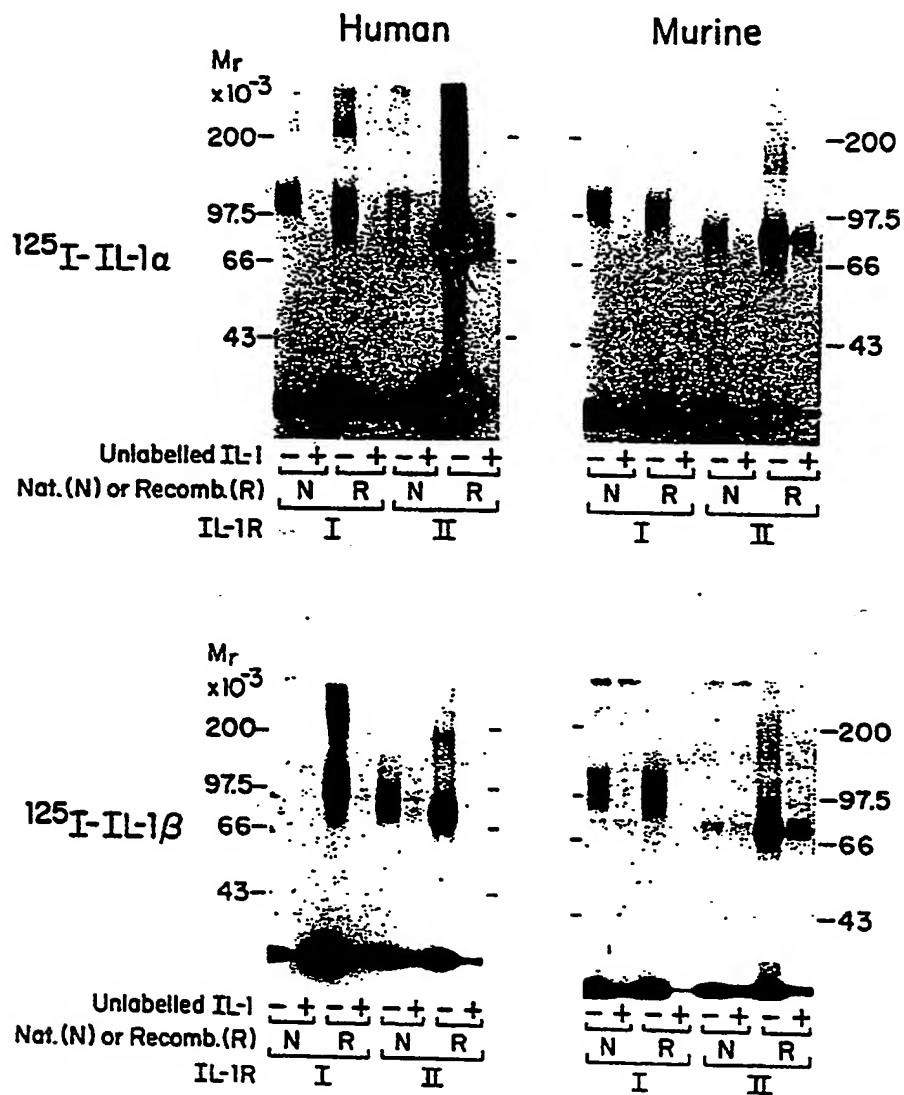 Human Murine
Mr
x10-3
200– –200
97.5– –97.5
125I-IL-1α
66– –66
43– –43
Unlabelled IL-1 – + – + – + – + – + – + – + – +
Nat.(N) or Recomb.(R) N R N R N R N R
IL-1R I II I II
Mr
x10-3
200– –200
97.5– –97.5
125I-IL-1β
66– –66
43– –43
Unlabelled IL-1 – + – + – + – + – + – + – + – +
Nat.(N) or Recomb.(R) N R N R N R N R
IL-1R I II I II